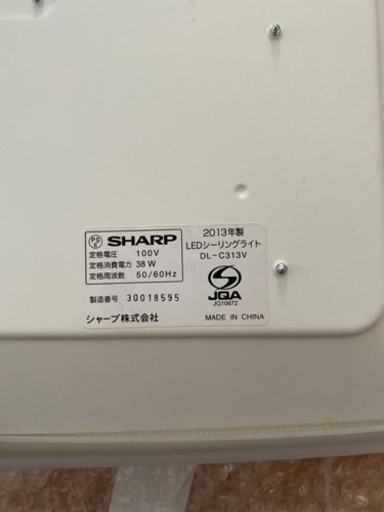 PS E
SHARP
定格電圧 100V
定格消費電力 38W
定格周波数 50/60Hz
製造番号 30018595
シャープ株式会社
2013年製
LEDシーリングライト
DL-C313V
JQA
JQ10672
MADE IN CHINA